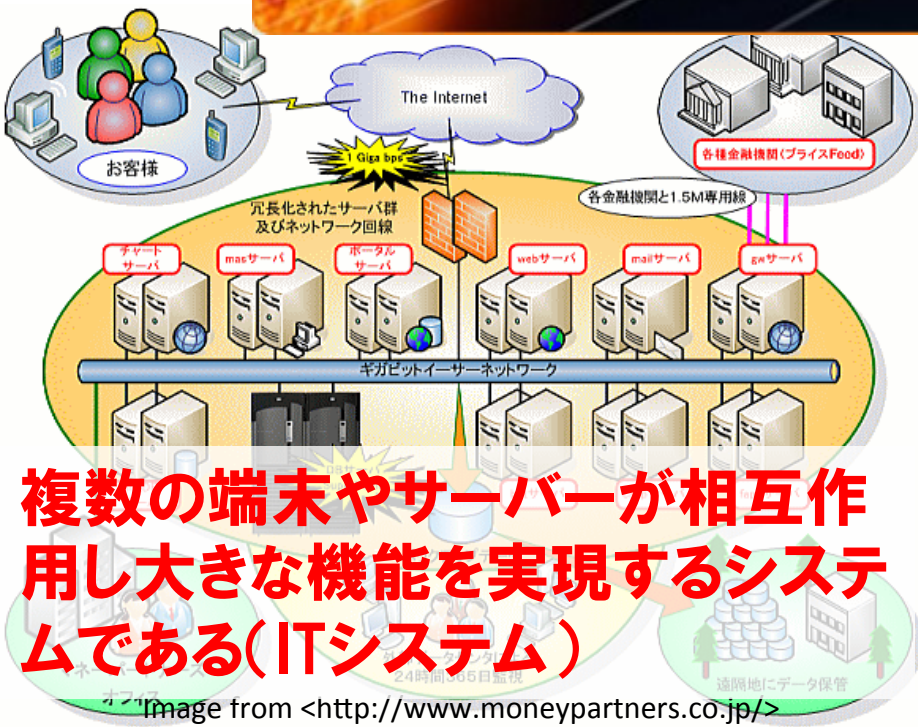 The Internet
お客様
1 Giga bps
各種金融機関(プライスFeed)
各金融機関と1.5M専用線
冗長化されたサーバ群
及びネットワーク回線
チャート
サーバ
masサーバ
ポータル
サーバ
webサーバ
mailサーバ
gwサーバ
ギガビットイーサーネットワーク
複数の端末やサーバーが相互作
用し大きな機能を実現するシステ
ムである(ITシステム)
24時間365日監視
オフィス
遠隔地にデータ保管
Image from <http://www.moneypartners.co.jp/>